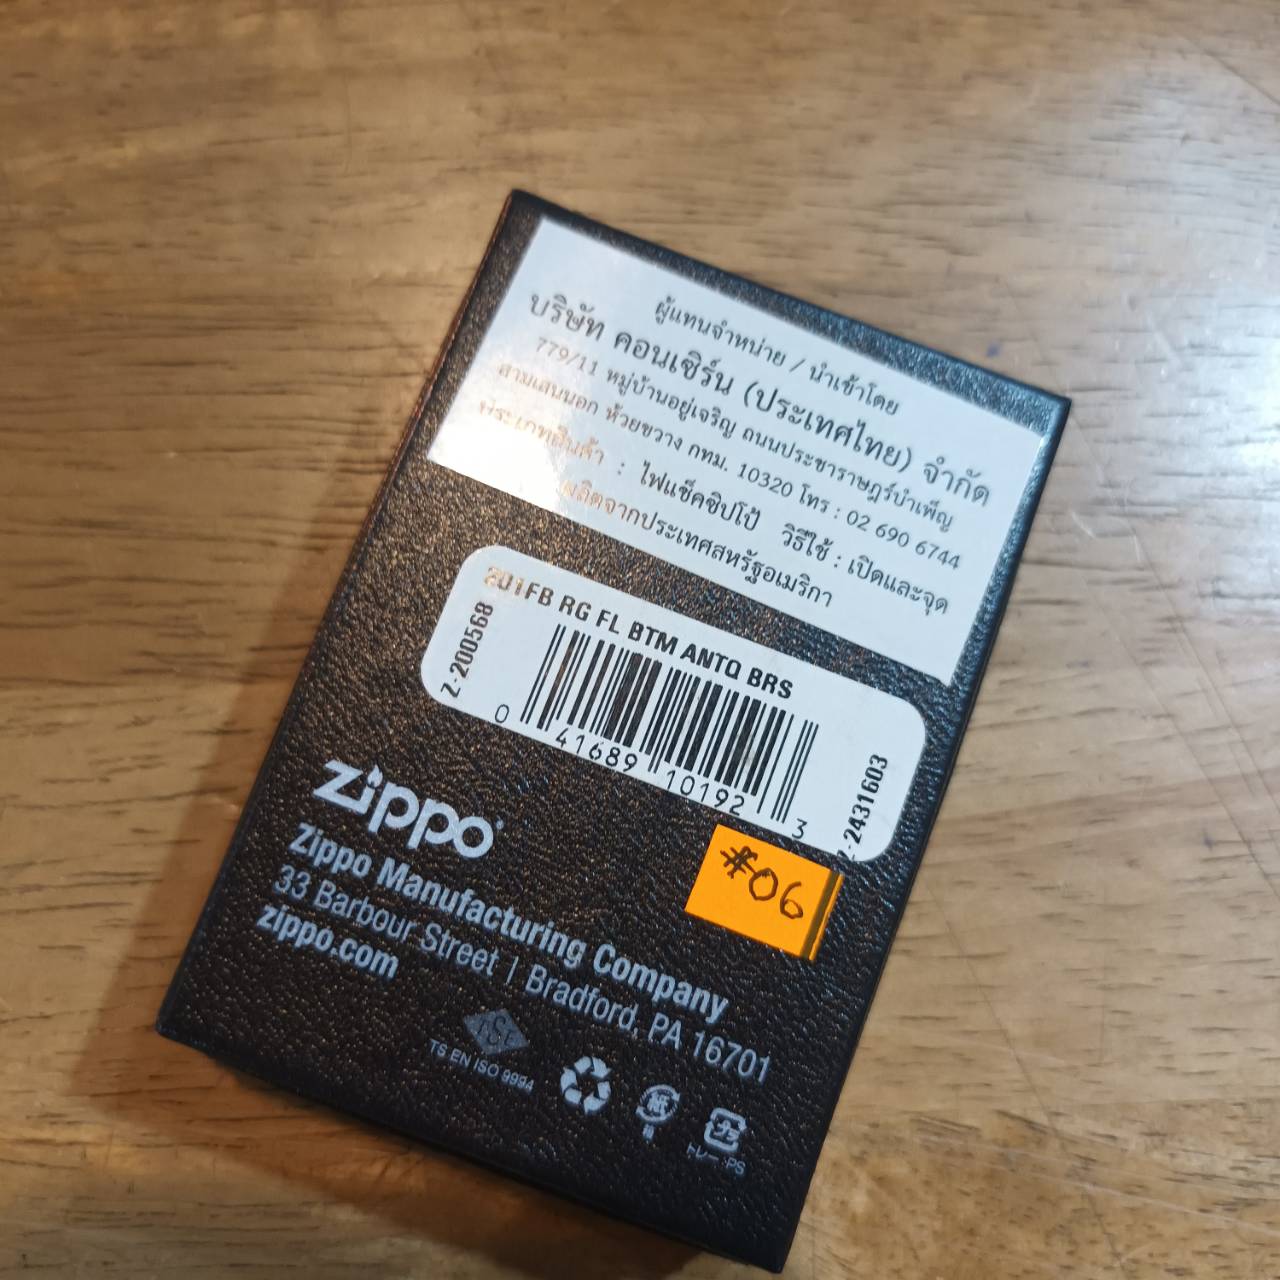 ผู้แทนจำหน่าย / นำเข้าโดย
บริษัท คอนเซิร์น (ประเทศไทย) จำกัด
779/11 หมู่บ้านอยู่เจริญ ถนนประชาราษฎร์บำเพ็ญ
สามเสนนอก ห้วยขวาง กทม. 10320 โทร : 02 690 6744
ประเภทสินค้า : ไฟแช็คซิปโป้ วิธีใช้ : เปิดและจุด
ผลิตจากประเทศสหรัฐอเมริกา
201FB RG FL BTM ANTQ BRS
Z-200568
0 41689 10192 3
2-2431603
#06
Zippo
Zippo Manufacturing Company
33 Barbour Street | Bradford, PA 16701
zippo.com
TS EN ISO 9994
紙
箱
プラ
トレー:PS